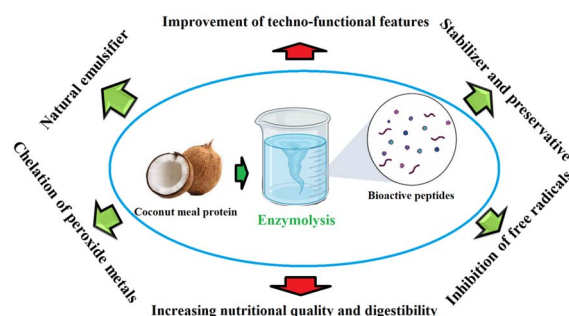 Improvement of techno-functional features
Natural emulsifier
Stabilizer and preservative
Coconut meal protein
Enzymolysis
Bioactive peptides
Chelation of peroxide metals
Inhibition of free radicals
Increasing nutritional quality and digestibility